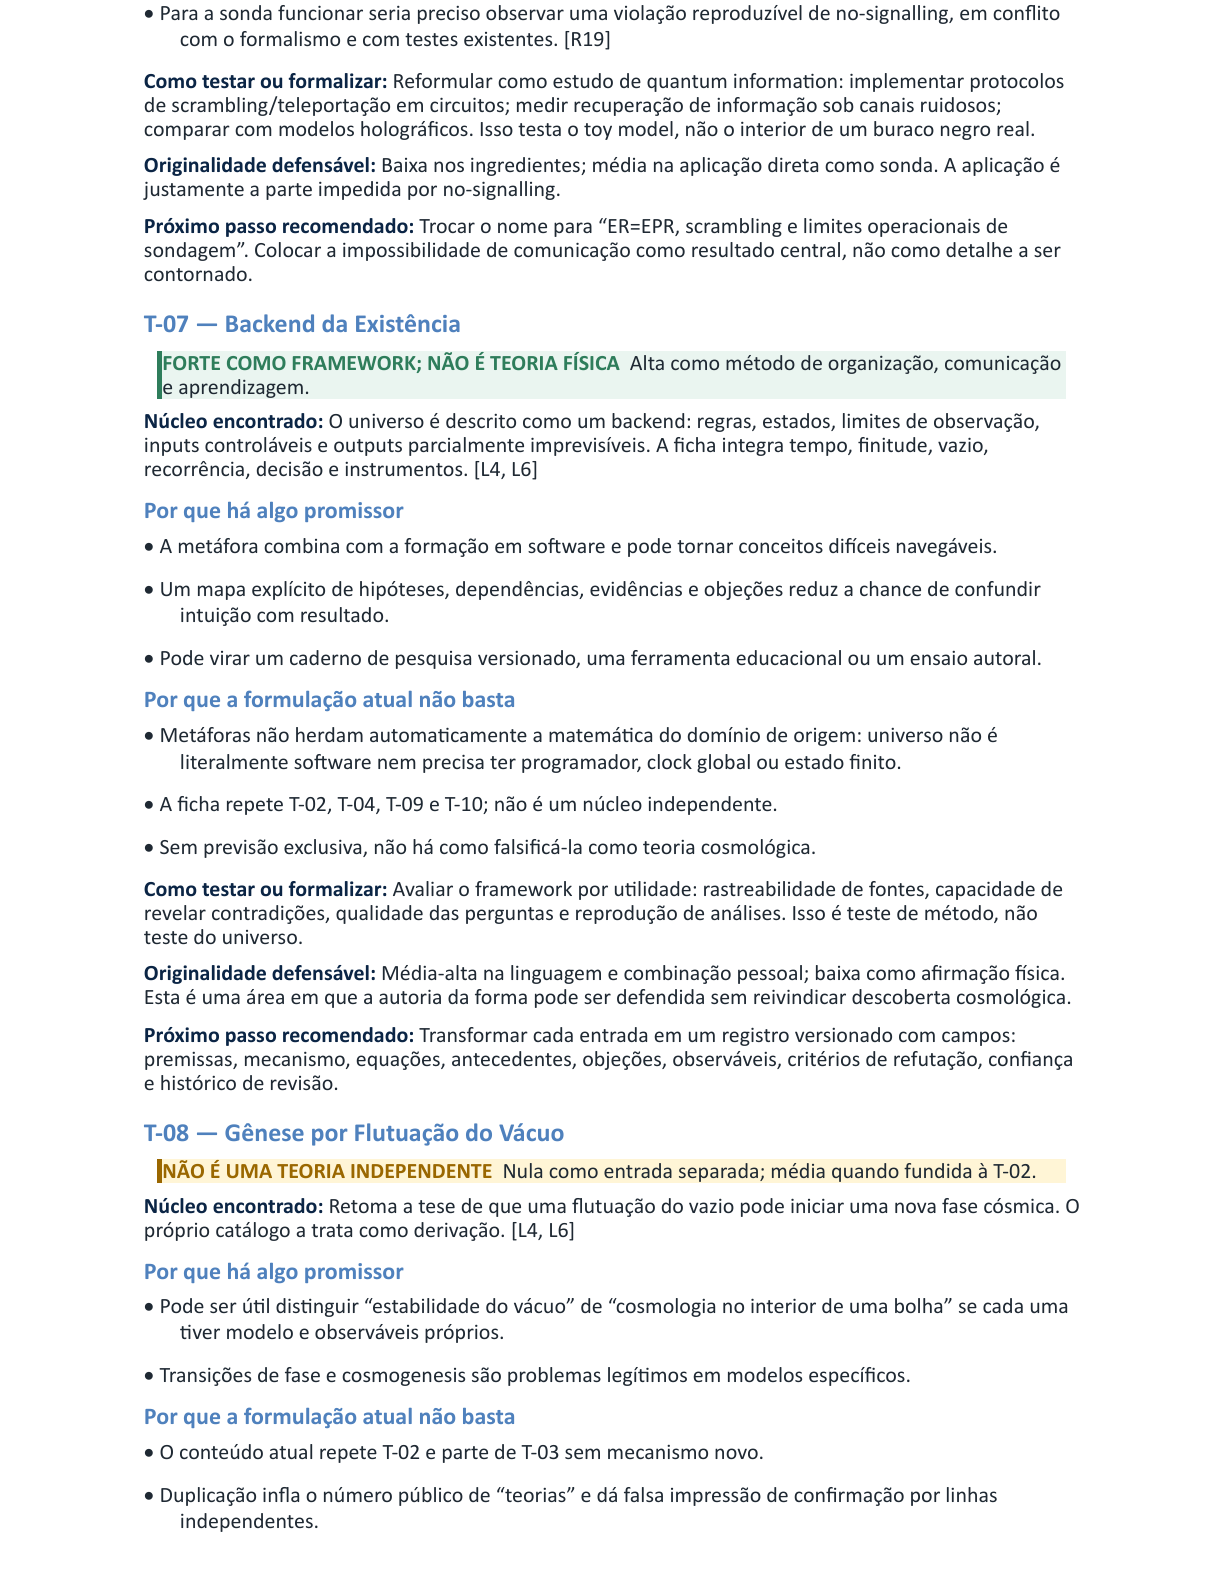 • Para a sonda funcionar seria preciso observar uma violação reproduzível de no-signalling, em conflito
com o formalismo e com testes existentes. [R19]
Como testar ou formalizar: Reformular como estudo de quantum information: implementar protocolos
de scrambling/teleportação em circuitos; medir recuperação de informação sob canais ruidosos;
comparar com modelos holográficos. Isso testa o toy model, não o interior de um buraco negro real.
Originalidade defensável: Baixa nos ingredientes; média na aplicação direta como sonda. A aplicação é
justamente a parte impedida por no-signalling.
Próximo passo recomendado: Trocar o nome para “ER=EPR, scrambling e limites operacionais de
sondagem”. Colocar a impossibilidade de comunicação como resultado central, não como detalhe a ser
contornado.
T-07 — Backend da Existência
FORTE COMO FRAMEWORK; NÃO É TEORIA FÍSICA Alta como método de organização, comunicação
e aprendizagem.
Núcleo encontrado: O universo é descrito como um backend: regras, estados, limites de observação,
inputs controláveis e outputs parcialmente imprevisíveis. A ficha integra tempo, finitude, vazio,
recorrência, decisão e instrumentos. [L4, L6]
Por que há algo promissor
• A metáfora combina com a formação em software e pode tornar conceitos difíceis navegáveis.
• Um mapa explícito de hipóteses, dependências, evidências e objeções reduz a chance de confundir
intuição com resultado.
• Pode virar um caderno de pesquisa versionado, uma ferramenta educacional ou um ensaio autoral.
Por que a formulação atual não basta
• Metáforas não herdam automaticamente a matemática do domínio de origem: universo não é
literalmente software nem precisa ter programador, clock global ou estado finito.
• A ficha repete T-02, T-04, T-09 e T-10; não é um núcleo independente.
• Sem previsão exclusiva, não há como falsificá-la como teoria cosmológica.
Como testar ou formalizar: Avaliar o framework por utilidade: rastreabilidade de fontes, capacidade de
revelar contradições, qualidade das perguntas e reprodução de análises. Isso é teste de método, não
teste do universo.
Originalidade defensável: Média-alta na linguagem e combinação pessoal; baixa como afirmação física.
Esta é uma área em que a autoria da forma pode ser defendida sem reivindicar descoberta cosmológica.
Próximo passo recomendado: Transformar cada entrada em um registro versionado com campos:
premissas, mecanismo, equações, antecedentes, objeções, observáveis, critérios de refutação, confiança
e histórico de revisão.
T-08 — Gênese por Flutuação do Vácuo
NÃO É UMA TEORIA INDEPENDENTE Nula como entrada separada; média quando fundida à T-02.
Núcleo encontrado: Retoma a tese de que uma flutuação do vazio pode iniciar uma nova fase cósmica. O
próprio catálogo a trata como derivação. [L4, L6]
Por que há algo promissor
• Pode ser útil distinguir “estabilidade do vácuo” de “cosmologia no interior de uma bolha” se cada uma
tiver modelo e observáveis próprios.
• Transições de fase e cosmogenesis são problemas legítimos em modelos específicos.
Por que a formulação atual não basta
• O conteúdo atual repete T-02 e parte de T-03 sem mecanismo novo.
• Duplicação infla o número público de “teorias” e dá falsa impressão de confirmação por linhas
independentes.